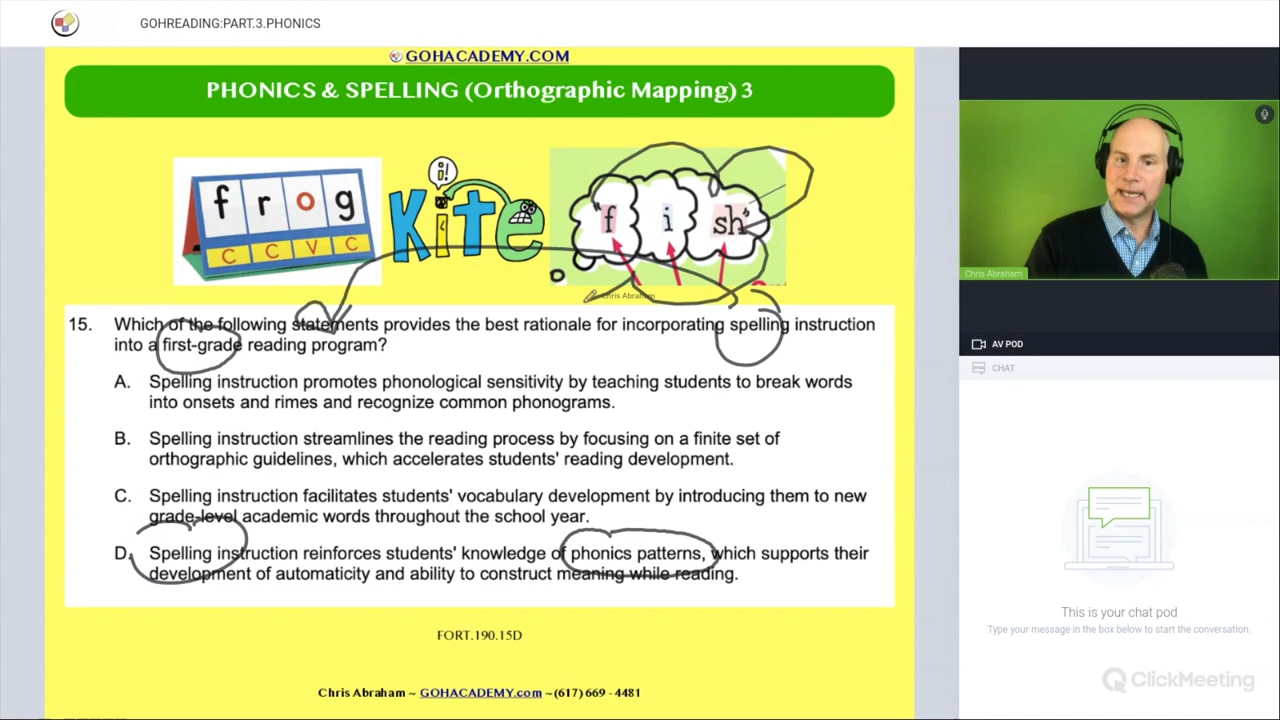 GOHREADING:PART.3.PHONICS
GOHACADEMY.COM
PHONICS & SPELLING (Orthographic Mapping) 3
f r o g
C C V C
i!
Kite
"f i sh"
Chris Abraham
15. Which of the following statements provides the best rationale for incorporating spelling instruction
into a first-grade reading program?
A. Spelling instruction promotes phonological sensitivity by teaching students to break words
into onsets and rimes and recognize common phonograms.
B. Spelling instruction streamlines the reading process by focusing on a finite set of
orthographic guidelines, which accelerates students' reading development.
C. Spelling instruction facilitates students' vocabulary development by introducing them to new
grade-level academic words throughout the school year.
D. Spelling instruction reinforces students' knowledge of phonics patterns, which supports their
development of automaticity and ability to construct meaning while reading.
FORT.190.15D
Chris Abraham ~ GOHACADEMY.com ~ (617) 669 - 4481
Chris Abraham
AV POD
CHAT
This is your chat pod
Type your message in the box below to start the conversation.
ClickMeeting